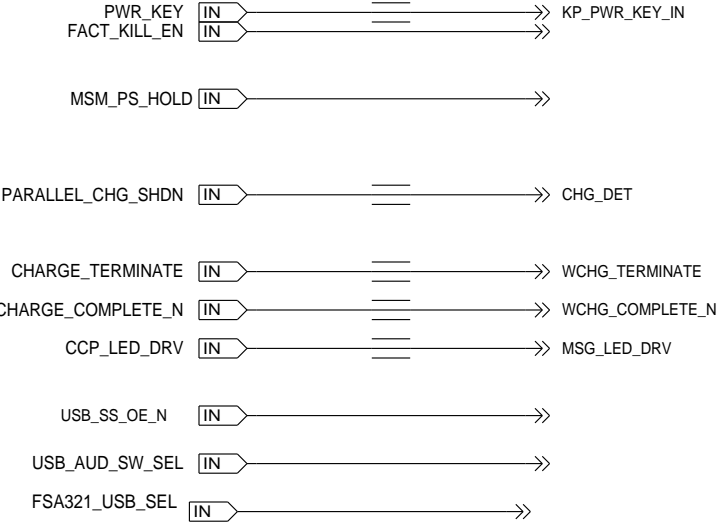 PWR_KEY IN KP_PWR_KEY_IN
FACT_KILL_EN IN
MSM_PS_HOLD IN
PARALLEL_CHG_SHDN IN CHG_DET
CHARGE_TERMINATE IN WCHG_TERMINATE
CHARGE_COMPLETE_N IN WCHG_COMPLETE_N
CCP_LED_DRV IN MSG_LED_DRV
USB_SS_OE_N IN
USB_AUD_SW_SEL IN
FSA321_USB_SEL IN